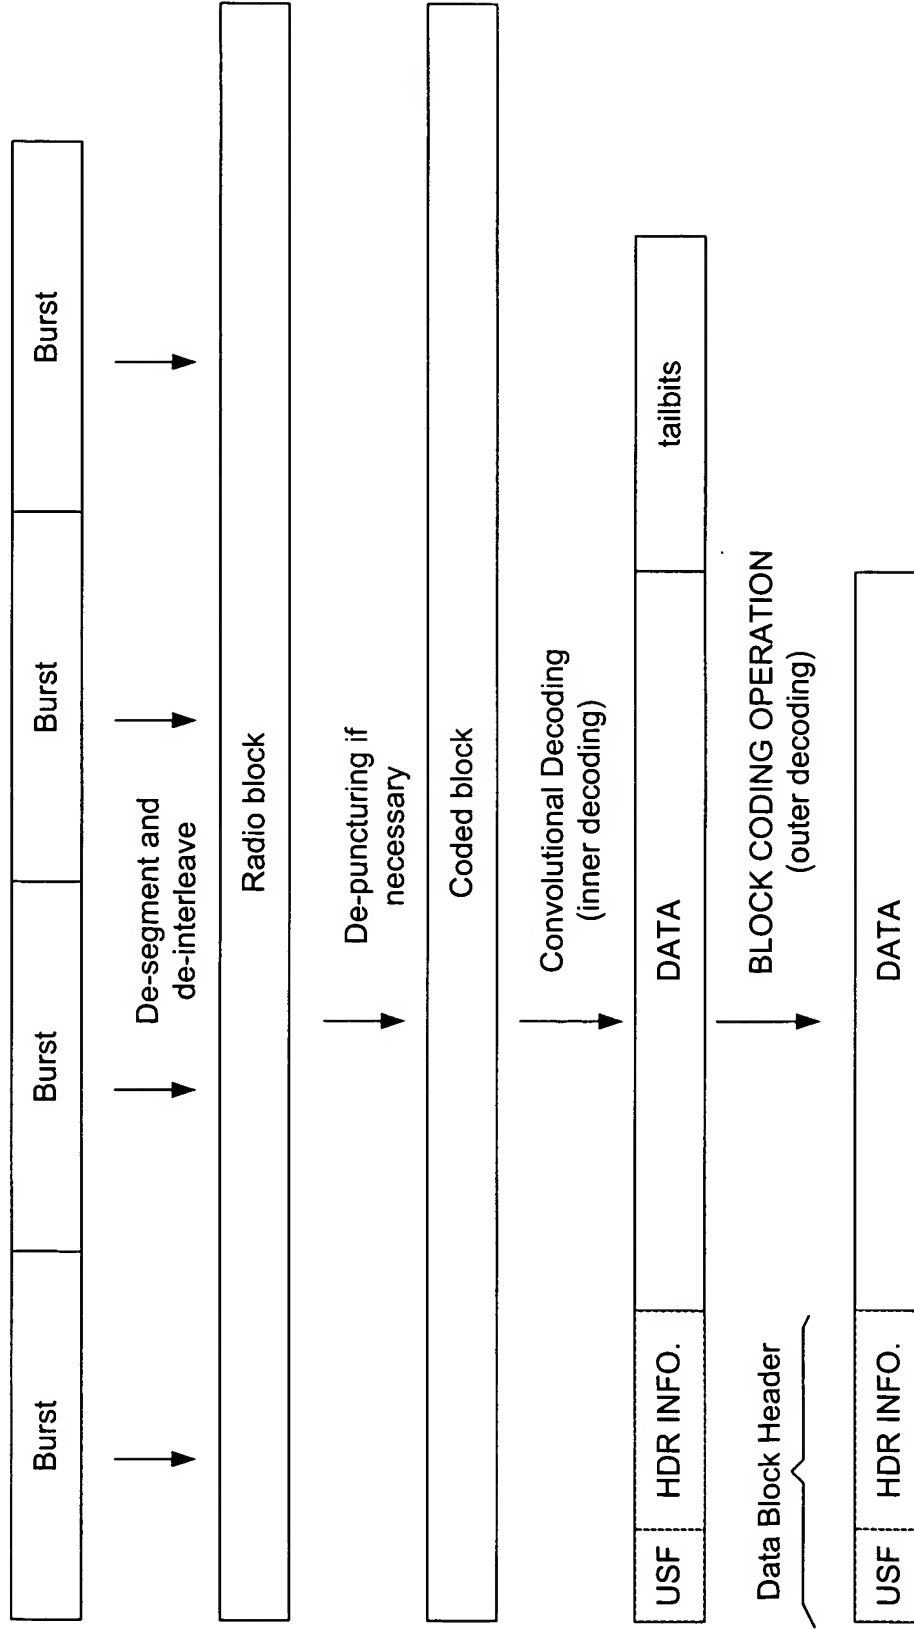 Burst
Burst
Burst
Burst
De-segment and
de-interleave
Radio block
De-puncturing if
necessary
Coded block
Convolutional Decoding
(inner decoding)
USF
HDR INFO.
DATA
tailbits
Data Block Header
BLOCK CODING OPERATION
(outer decoding)
USF
HDR INFO.
DATA